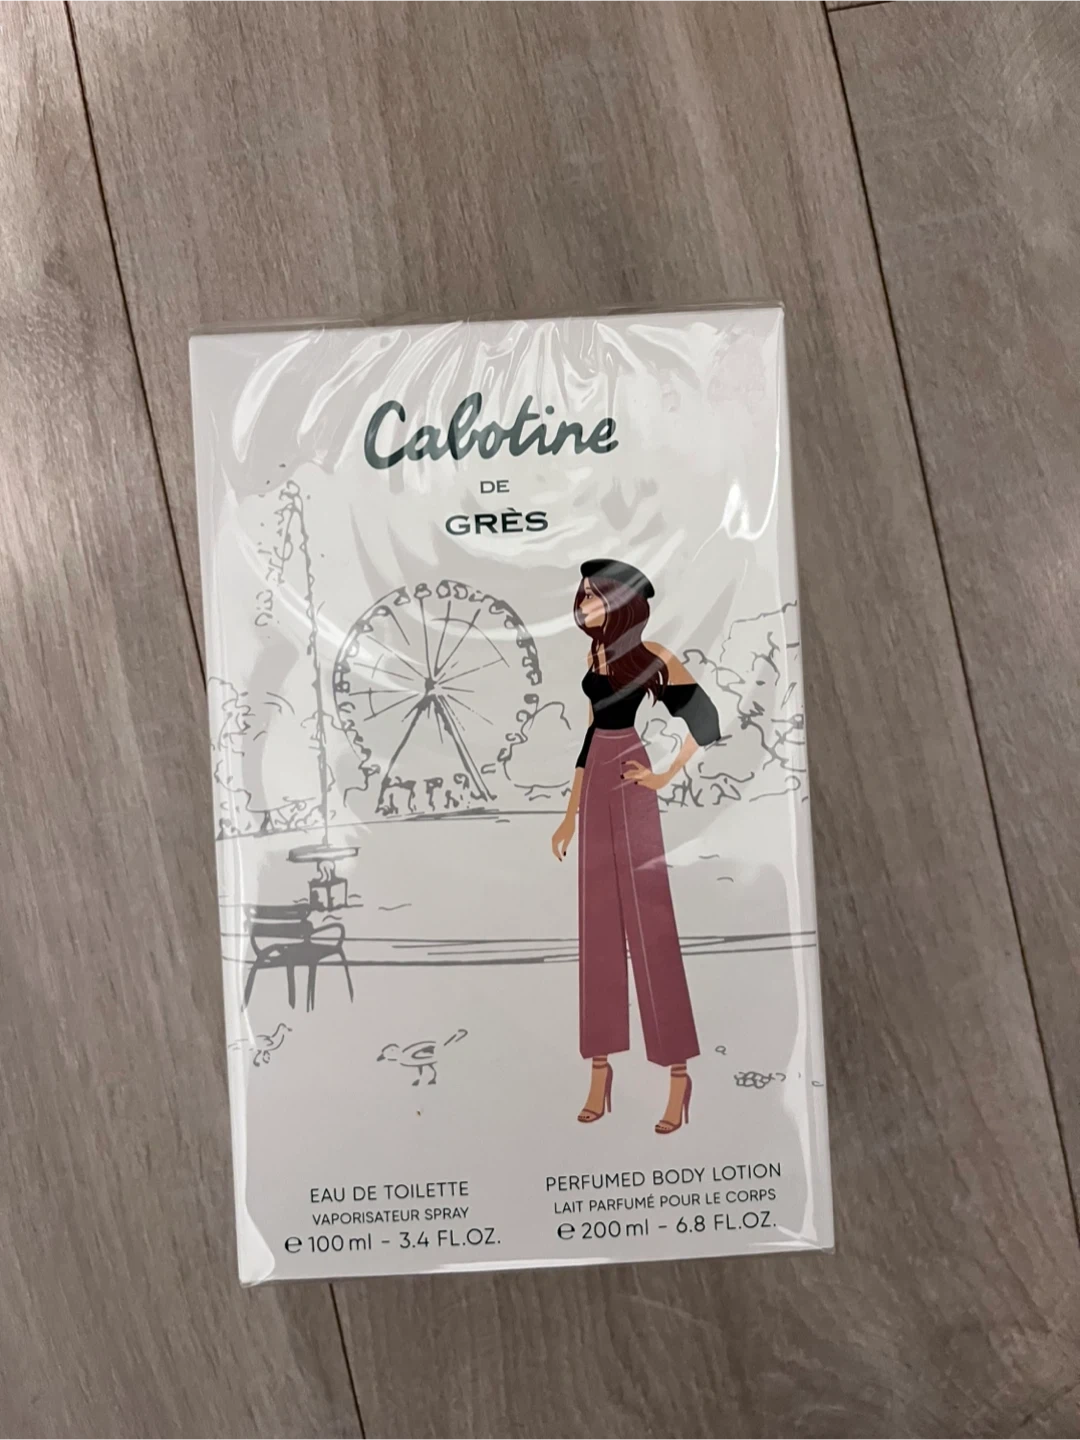 Cabotine
DE
GRÈS
EAU DE TOILETTE
VAPORISATEUR SPRAY
℮ 100 ml - 3.4 FL.OZ.
PERFUMED BODY LOTION
LAIT PARFUMÉ POUR LE CORPS
℮ 200 ml - 6.8 FL.OZ.